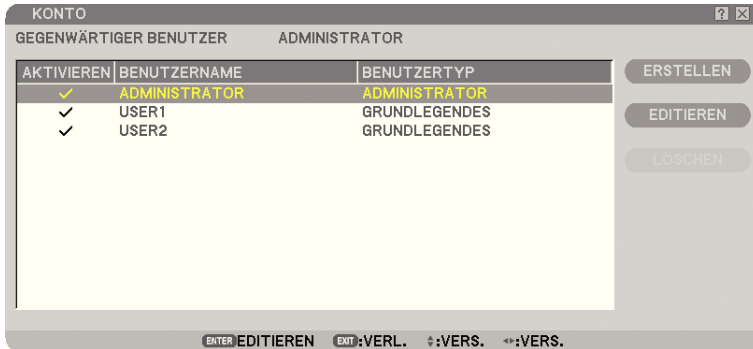 KONTO
GEGENWÄRTIGER BENUTZER ADMINISTRATOR
AKTIVIEREN BENUTZERNAME BENUTZERTYP
ADMINISTRATOR ADMINISTRATOR
USER1 GRUNDLEGENDES
USER2 GRUNDLEGENDES
ERSTELLEN
EDITIEREN
LÖSCHEN
ENTER EDITIEREN EXIT :VERL. :VERS. :VERS.